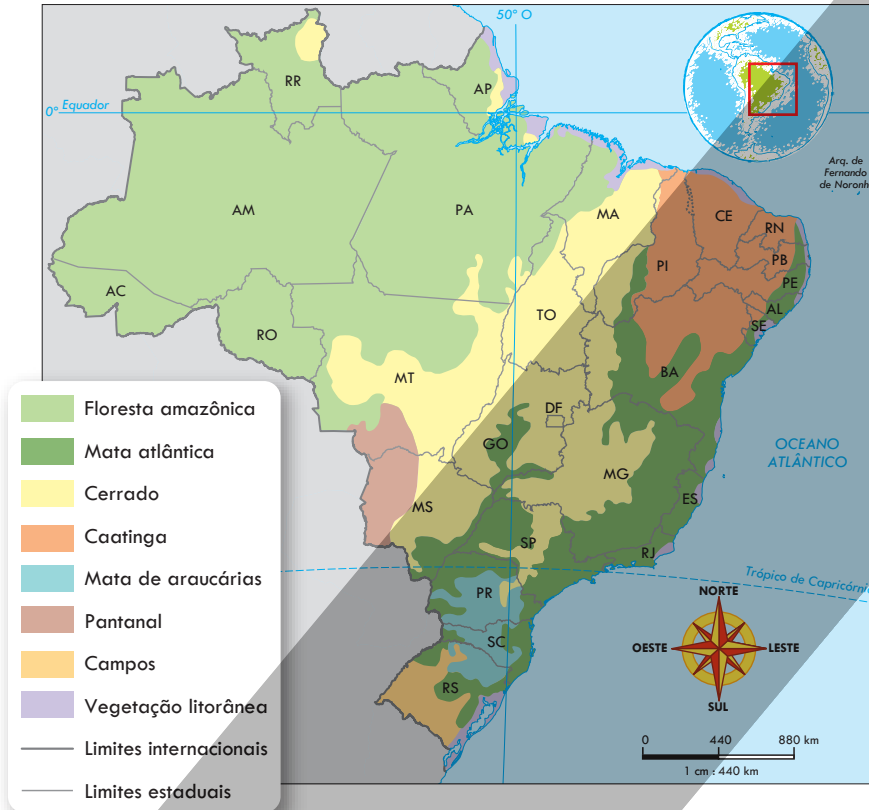 50° O
RR
AP
0° Equador
Arq. de
Fernando
de Noronh
AM
PA
MA
CE
RN
PB
PI
PE
AC
AL
TO
SE
RO
BA
MT
DF
GO
OCEANO
ATLÂNTICO
MG
ES
MS
SP
RJ
Trópico de Capricórni
PR
SC
RS
NORTE
OESTE
LESTE
SUL
0 440 880 km
1 cm : 440 km
Floresta amazônica
Mata atlântica
Cerrado
Caatinga
Mata de araucárias
Pantanal
Campos
Vegetação litorânea
Limites internacionais
Limites estaduais